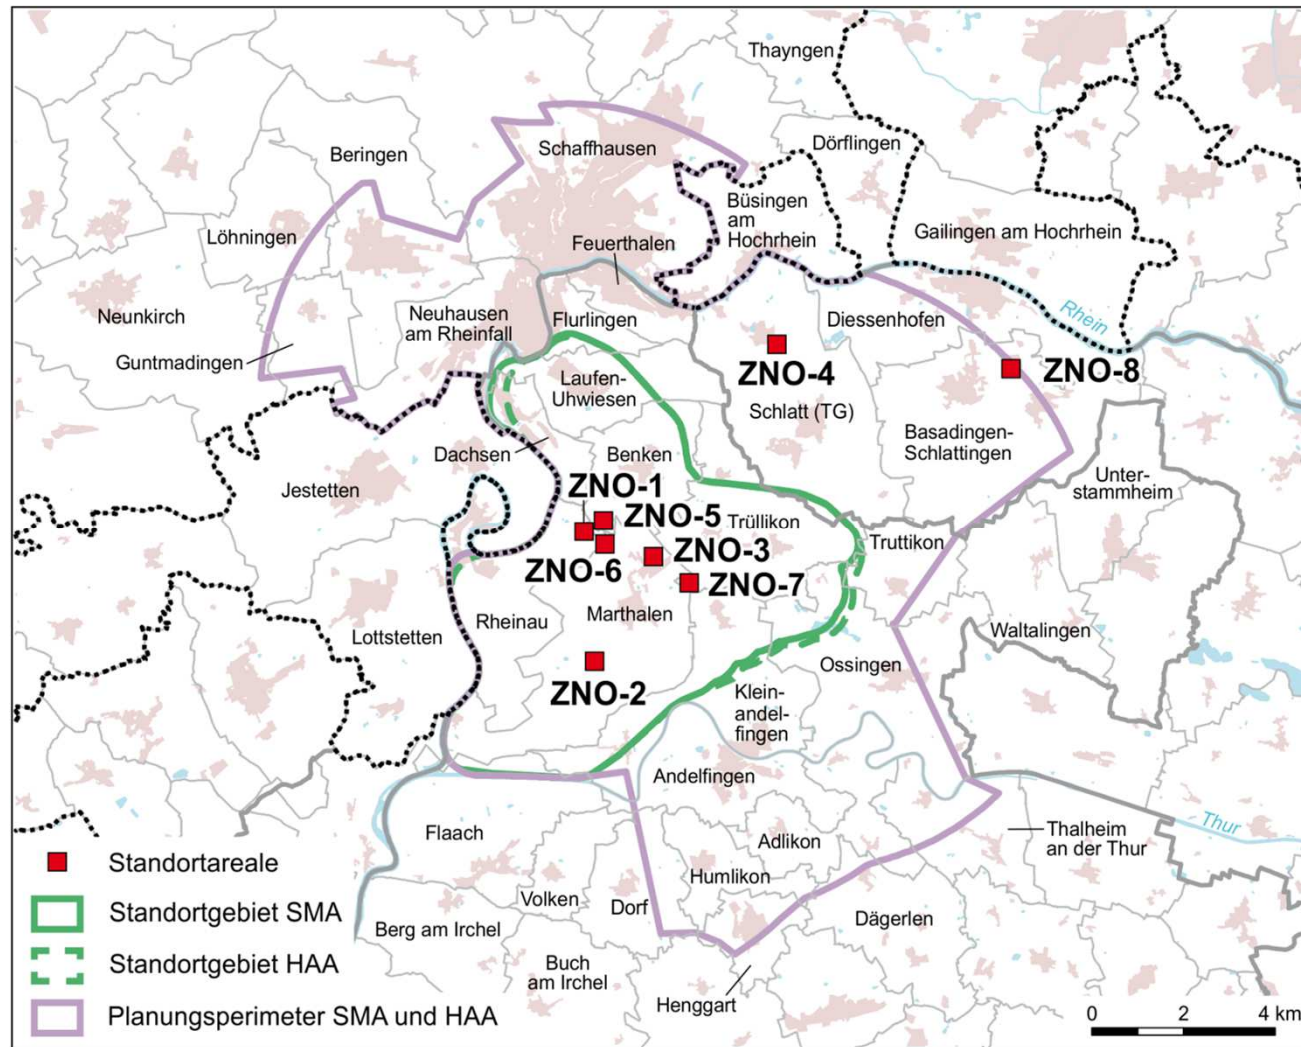 Thayngen
Schaffhausen
Dörflingen
Beringen
Büsingen
am
Hochrhein
Löhningen
Feuerthalen
Gailingen am Hochrhein
Neunkirch
Neuhausen
am Rheinfall
Flurlingen
Diessenhofen
Rhein
Guntmadingen
ZNO-4
ZNO-8
Laufen-
Uhwiesen
Schlatt (TG)
Dachsen
Benken
Basadingen-
Schlattingen
Jestetten
Unter-
stammheim
ZNO-1
ZNO-5
Trüllikon
Truttikon
ZNO-6
ZNO-3
ZNO-7
Rheinau
Marthalen
Lottstetten
Waltalingen
Ossingen
ZNO-2
Klein-
andel-
fingen
Andelfingen
Flaach
Adlikon
Thur
Thalheim
an der Thur
Humlikon
Volken
Dorf
Dägerlen
Berg am Irchel
Buch
am Irchel
Henggart
Standortareale
Standortgebiet SMA
Standortgebiet HAA
Planungsperimeter SMA und HAA
0 2 4 km